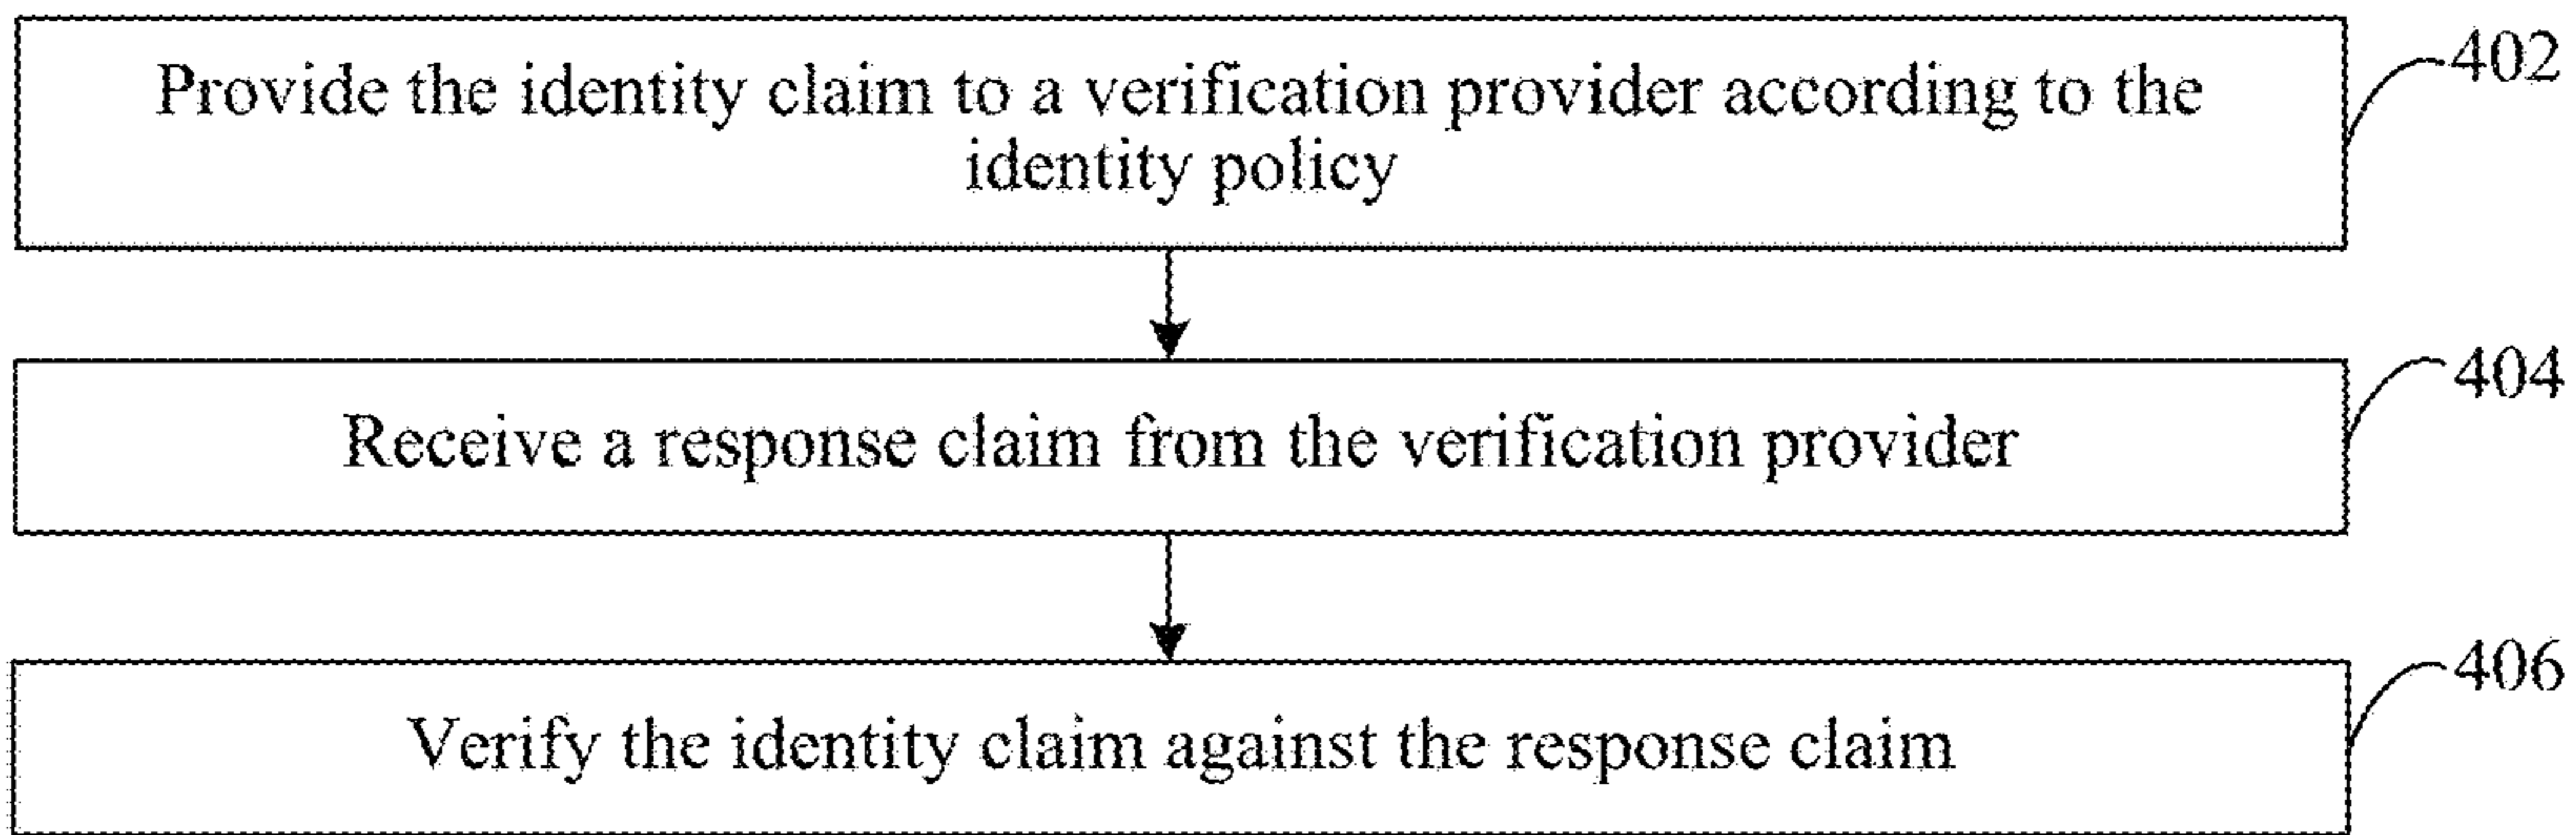 Provide the identity claim to a verification provider according to the
identity policy
402
Receive a response claim from the verification provider
404
Verify the identity claim against the response claim
406